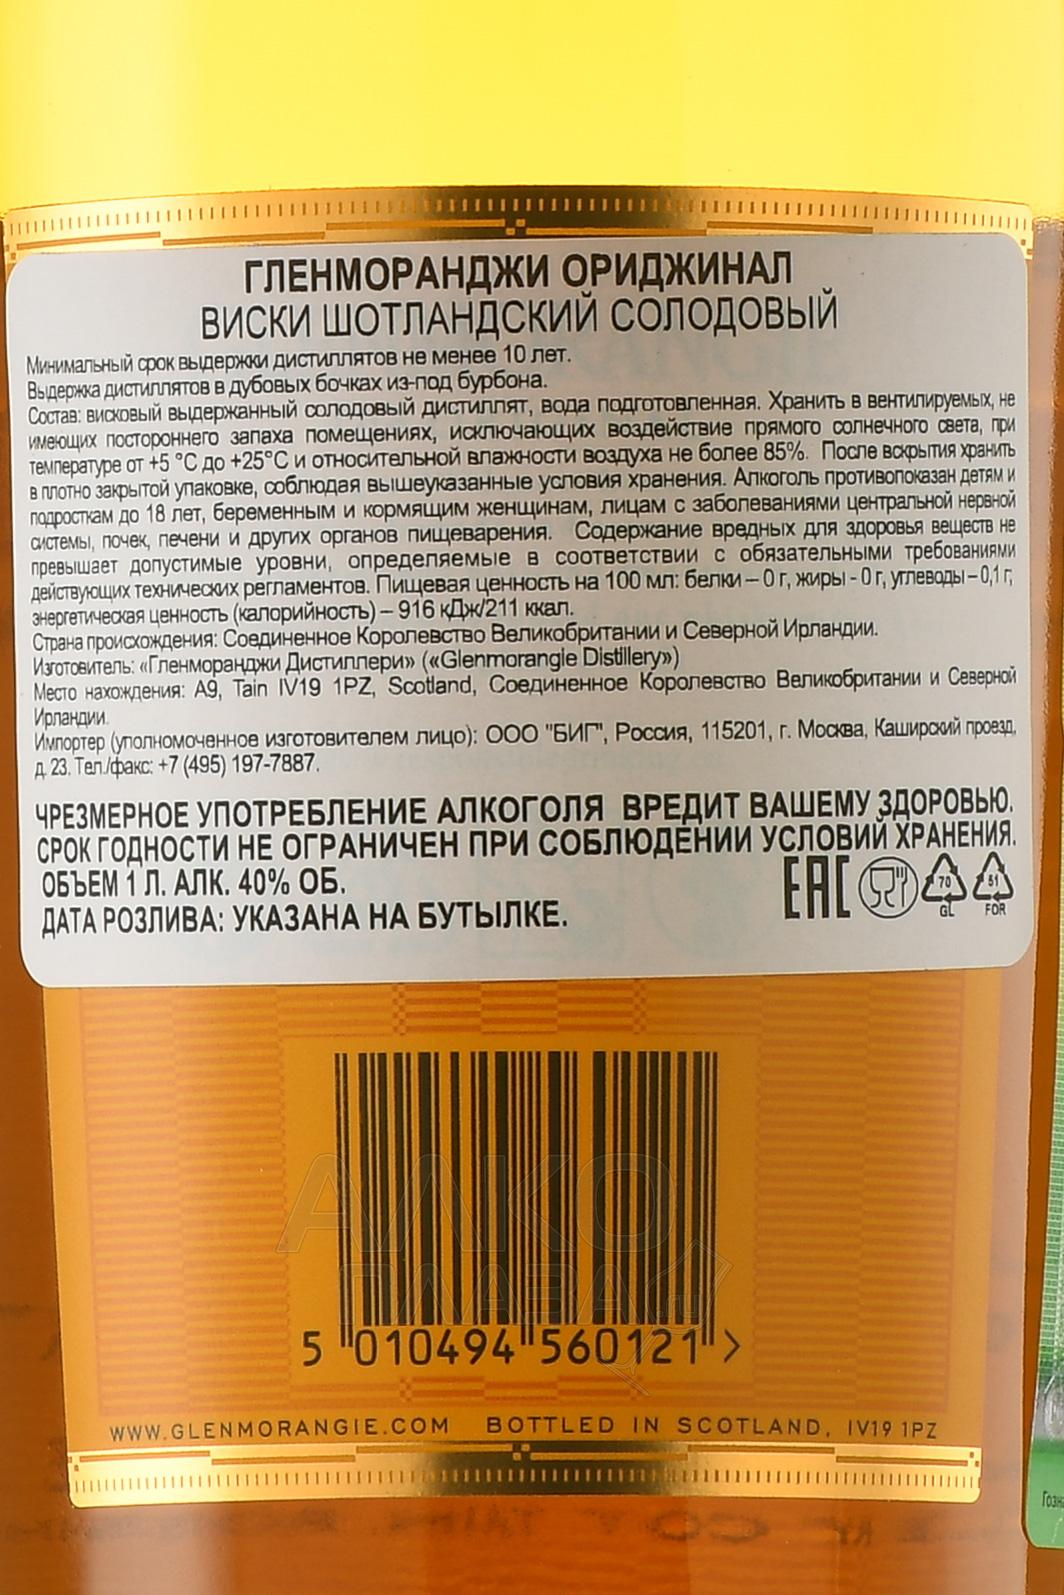 ГЛЕНМОРАНДЖИ ОРИДЖИНАЛ
ВИСКИ ШОТЛАНДСКИЙ СОЛОДОВЫЙ
Минимальный срок выдержки дистиллятов не менее 10 лет.
Выдержка дистиллятов в дубовых бочках из-под бурбона.
Состав: висковый выдержанный солодовый дистиллят, вода подготовленная. Хранить в вентилируемых, не
имеющих постороннего запаха помещениях, исключающих воздействие прямого солнечного света, при
температуре от +5 °С до +25°С и относительной влажности воздуха не более 85%. После вскрытия хранить
в плотно закрытой упаковке, соблюдая вышеуказанные условия хранения. Алкоголь противопоказан детям и
подросткам до 18 лет, беременным и кормящим женщинам, лицам с заболеваниями центральной нервной
системы, почек, печени и других органов пищеварения. Содержание вредных для здоровья веществ не
превышает допустимые уровни, определяемые в соответствии с обязательными требованиями
действующих технических регламентов. Пищевая ценность на 100 мл: белки – 0 г, жиры - 0 г, углеводы – 0,1 г;
энергетическая ценность (калорийность) – 916 кДж/211 ккал.
Страна происхождения: Соединенное Королевство Великобритании и Северной Ирландии.
Изготовитель: «Гленморанджи Дистиллери» («Glenmorangie Distillery»)
Место нахождения: A9, Tain IV19 1PZ, Scotland, Соединенное Королевство Великобритании и Северной
Ирландии.
Импортер (уполномоченное изготовителем лицо): ООО "БИГ", Россия, 115201, г. Москва, Каширский проезд,
д. 23. Тел./факс: +7 (495) 197-7887.
ЧРЕЗМЕРНОЕ УПОТРЕБЛЕНИЕ АЛКОГОЛЯ ВРЕДИТ ВАШЕМУ ЗДОРОВЬЮ.
СРОК ГОДНОСТИ НЕ ОГРАНИЧЕН ПРИ СОБЛЮДЕНИИ УСЛОВИЙ ХРАНЕНИЯ.
ОБЪЕМ 1 Л. АЛК. 40% ОБ.
ДАТА РОЗЛИВА: УКАЗАНА НА БУТЫЛКЕ.
EAC 70 GL 51 FOR
АЛКО
ПЛАЗА.ru
5 010494 560121 >
WWW.GLENMORANGIE.COM BOTTLED IN SCOTLAND, IV19 1PZ